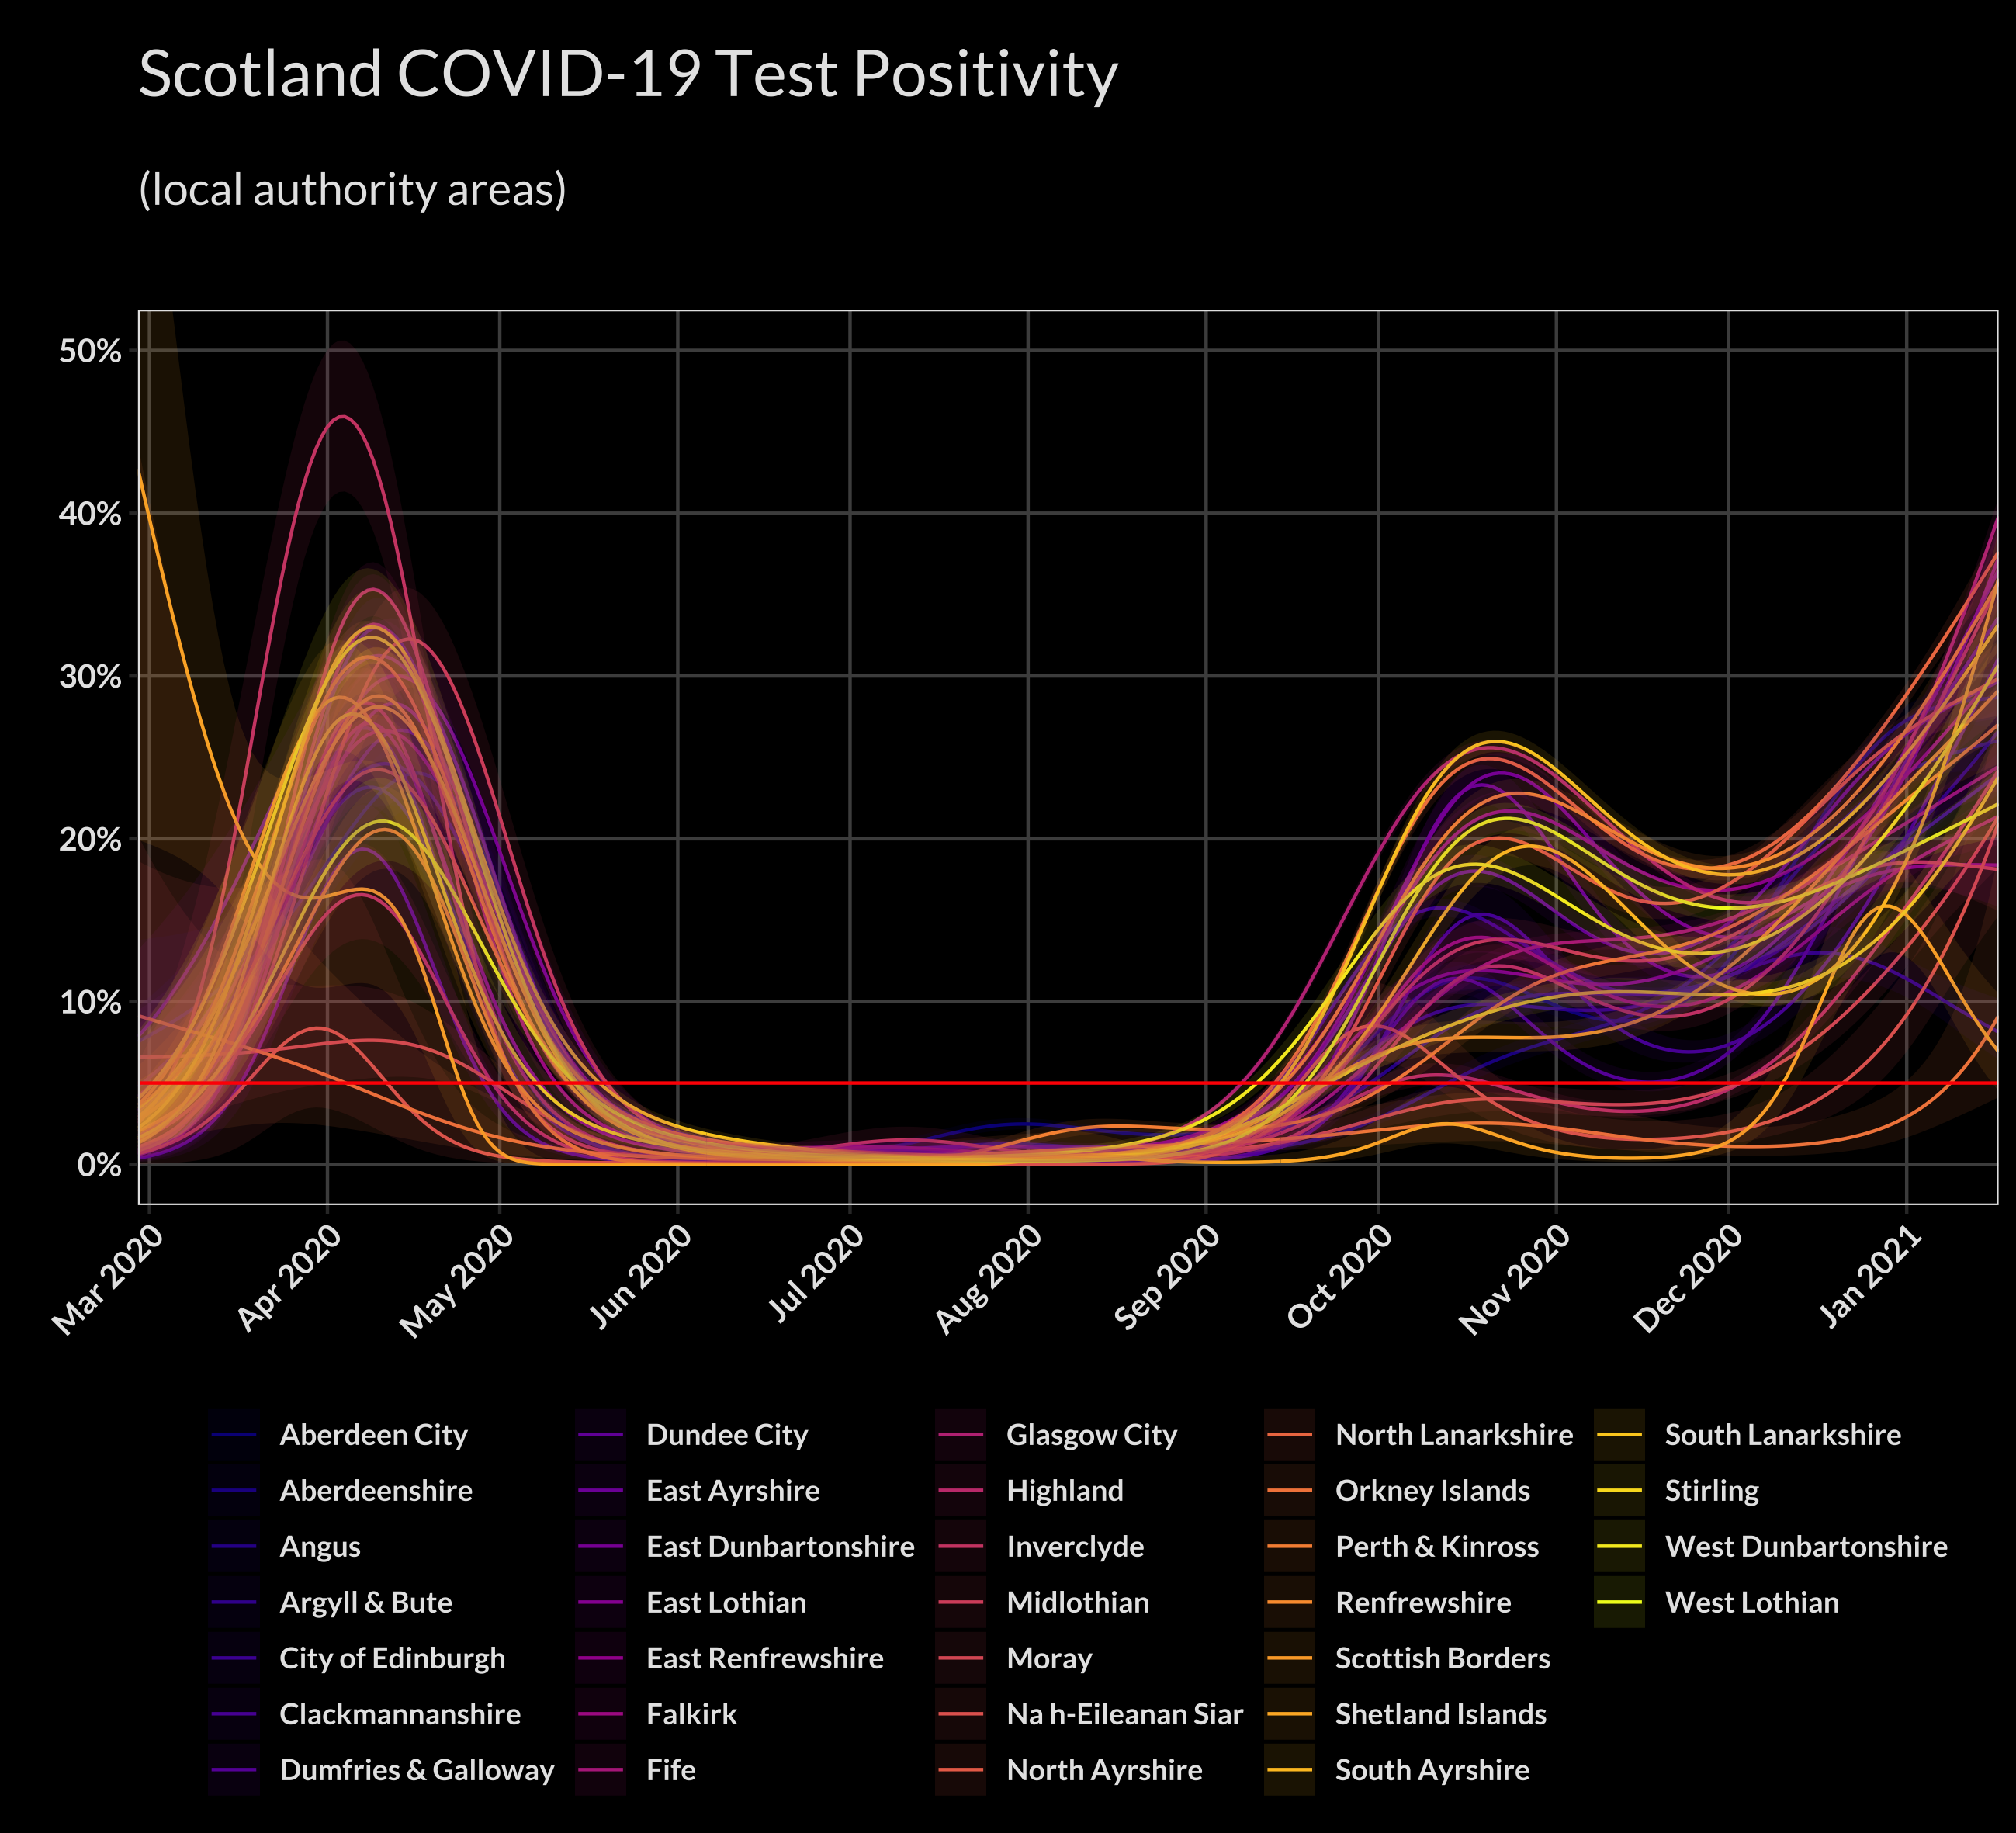 Scotland COVID-19 Test Positivity
(local authority areas)
50%
40%
30%
20%
10%
0%
Mar 2020
Apr 2020
May 2020
Jun 2020
Jul 2020
Aug 2020
Sep 2020
Oct 2020
Nov 2020
Dec 2020
Jan 2021
Aberdeen City
Aberdeenshire
Angus
Argyll & Bute
City of Edinburgh
Clackmannanshire
Dumfries & Galloway
Dundee City
East Ayrshire
East Dunbartonshire
East Lothian
East Renfrewshire
Falkirk
Fife
Glasgow City
Highland
Inverclyde
Midlothian
Moray
Na h-Eileanan Siar
North Ayrshire
North Lanarkshire
Orkney Islands
Perth & Kinross
Renfrewshire
Scottish Borders
Shetland Islands
South Ayrshire
South Lanarkshire
Stirling
West Dunbartonshire
West Lothian